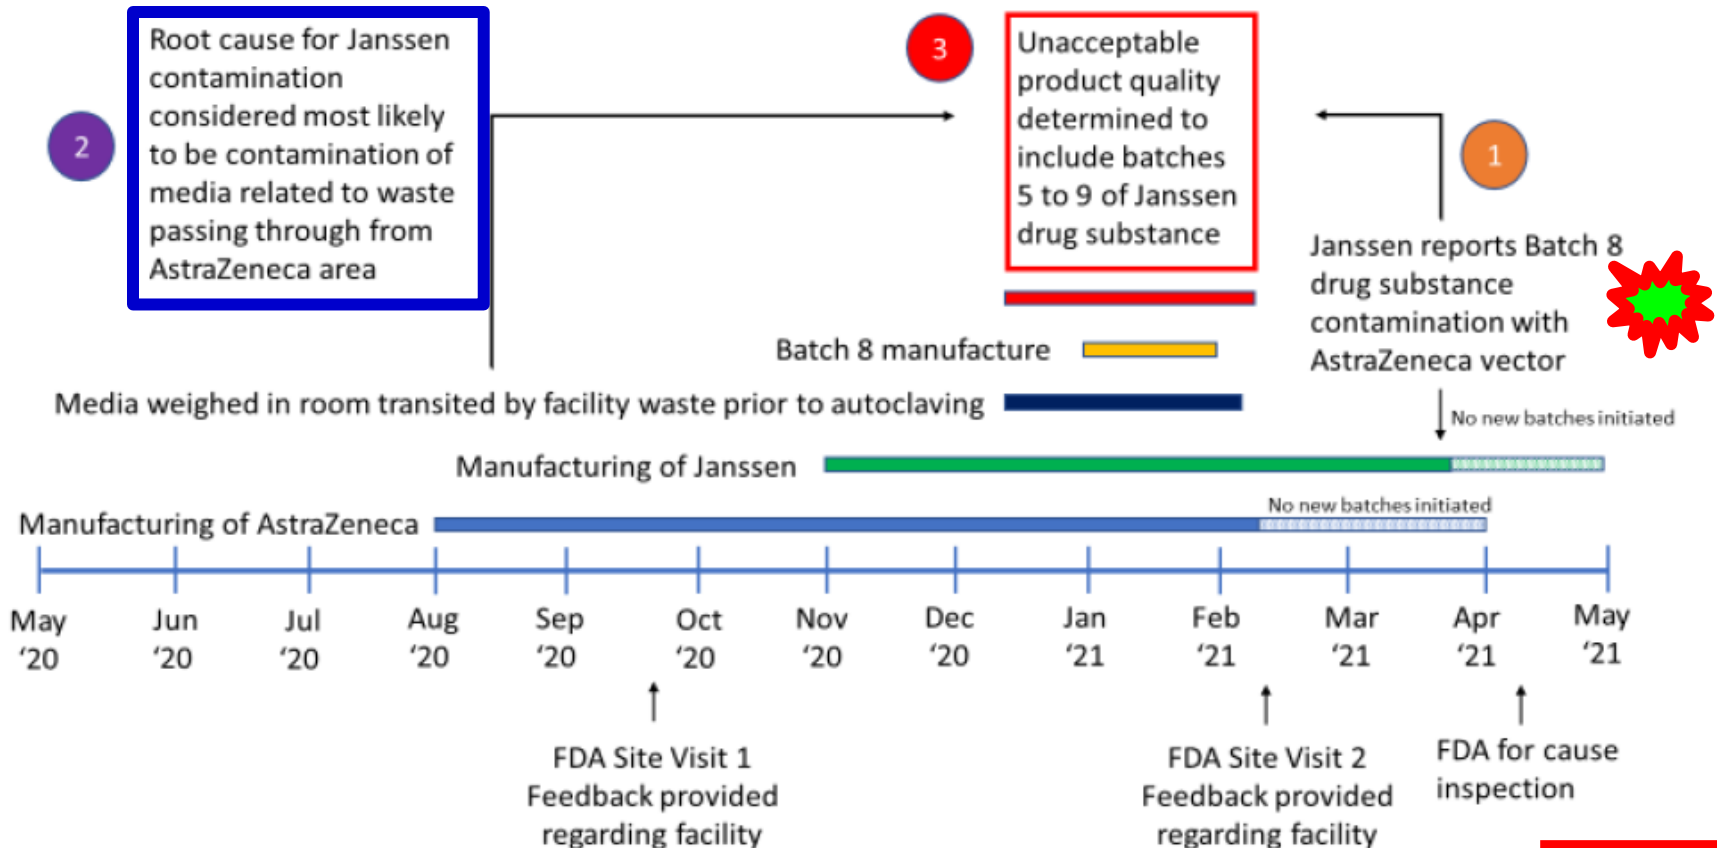 Root cause for Janssen
contamination
considered most likely
to be contamination of
media related to waste
passing through from
AstraZeneca area
2
3
Unacceptable
product quality
determined to
include batches
5 to 9 of Janssen
drug substance
1
Janssen reports Batch 8
drug substance
contamination with
AstraZeneca vector
Batch 8 manufacture
Media weighed in room transited by facility waste prior to autoclaving
No new batches initiated
Manufacturing of Janssen
No new batches initiated
Manufacturing of AstraZeneca
May Jun Jul Aug Sep Oct Nov Dec Jan Feb Mar Apr May
‘20 ‘20 ‘20 ‘20 ‘20 ‘20 ‘20 ‘20 ‘21 ‘21 ‘21 ‘21 ‘21
FDA Site Visit 1
Feedback provided
regarding facility
FDA Site Visit 2
Feedback provided
regarding facility
FDA for cause
inspection